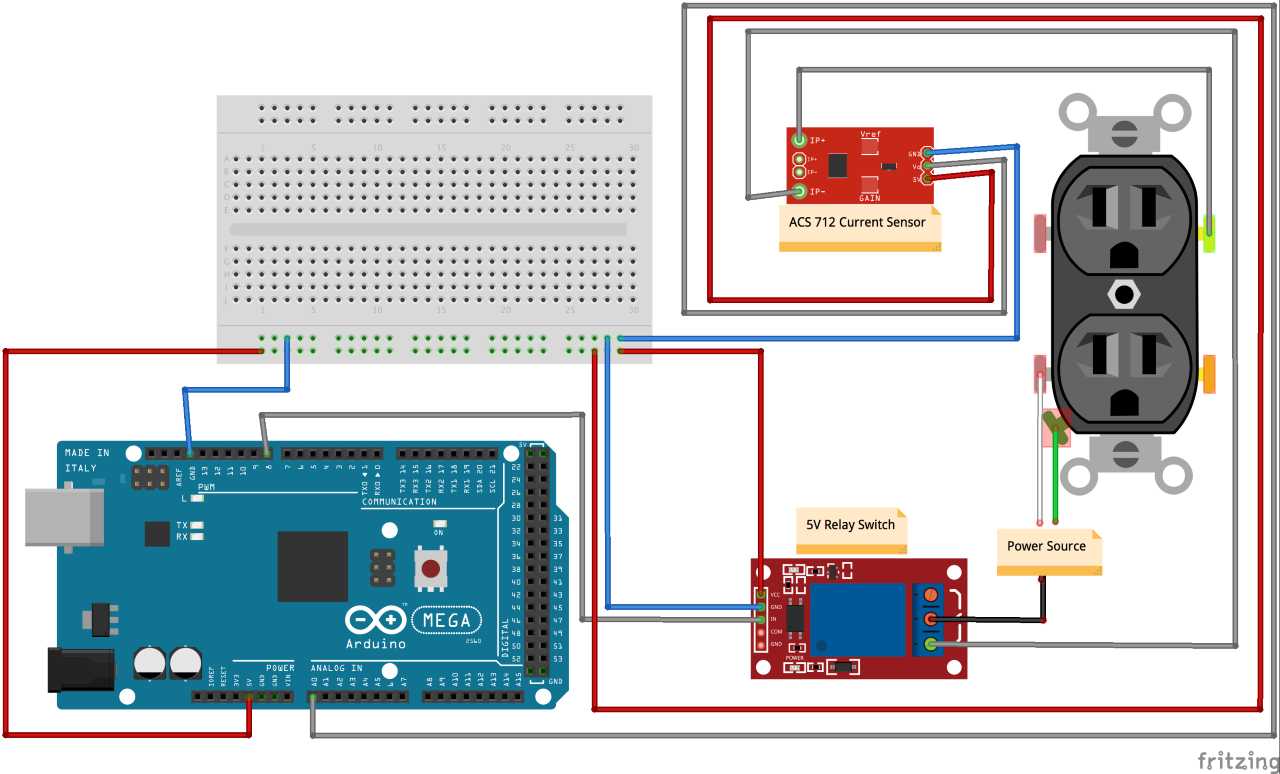 1 5 10 15 20 25 30
A
B
C
D
E
F
G
H
I
J
1 5 10 15 20 25 30
IP+
Vref
IP+
IP-
IP-
GND
Vo
5V
GAIN
ACS 712 Current Sensor
MADE IN
ITALY
AREF
GND
13
12
11
10
9
8
7
6
5
4
3
2
TX0 ◄ 1
RX0 ► 0
TX3 14
RX3 15
TX2 16
RX2 17
TX1 18
RX1 19
SDA 20
SCL 21
5V
22
24
26
28
30 31
32 33
34 35
36 37
38 39
40 41
42 43
44 45
46 47
48 49
50 51
52 53
GND
PWM
L
COMMUNICATION
TX
RX
ON
DIGITAL
Arduino
TM
MEGA
2560
POWER
ANALOG IN
IOREF
RESET
3V3
5V
GND
GND
VIN
A0
A1
A2
A3
A4
A5
A6
A7
A8
A9
A10
A11
A12
A13
A14
A15
5V Relay Switch
Power Source
VCC
GND
IN
COM
GND
POWER
fritzing